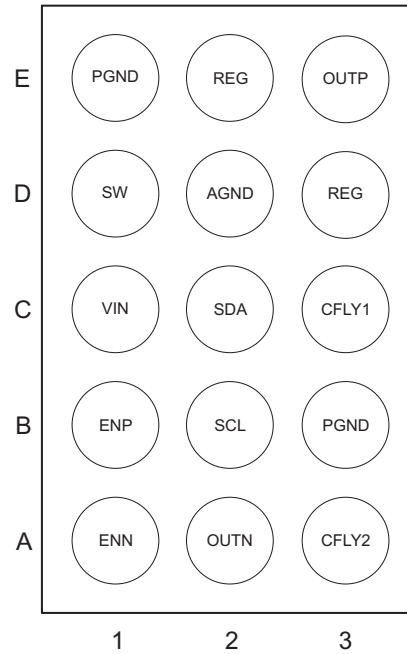 E PGND REG OUTP
D SW AGND REG
C VIN SDA CFLY1
B ENP SCL PGND
A ENN OUTN CFLY2
1 2 3